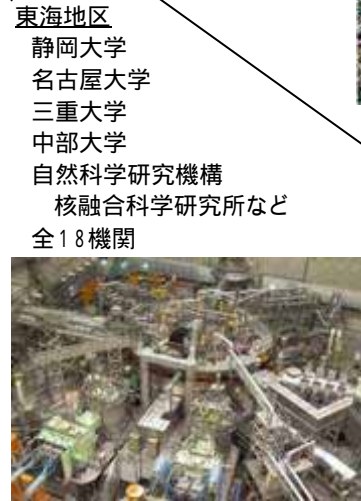 東海地区
静岡大学
名古屋大学
三重大学
中部大学
自然科学研究機構
核融合科学研究所など
全18機関